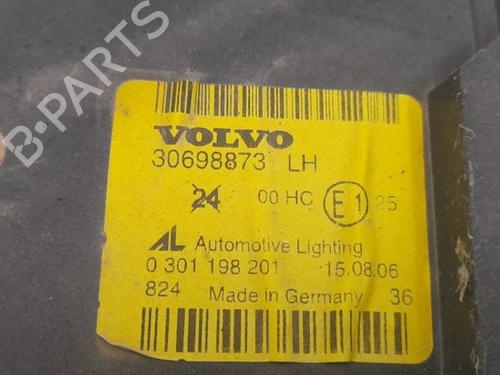 VOLVO
30698873 LH
24 00 HC E1 25
AL Automotive Lighting
0 301 198 201 15.08.06
824 Made in Germany 36
B PARTS